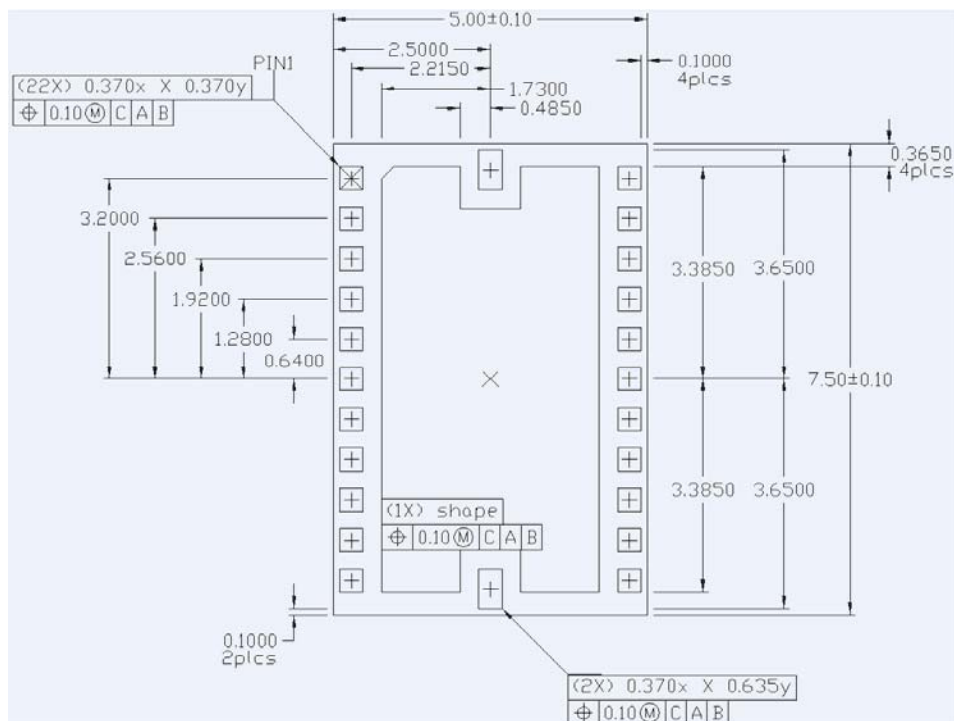 5.00±0.10
2.5000
0.1000
4plcs
PIN1
2.2150
(22X) 0.370x X 0.370y
1.7300
⌖ 0.10 Ⓜ C A B
0.4850
0.3650
4plcs
3.2000
2.5600
3.3850 3.6500
1.9200
1.2800
0.6400
7.50±0.10
3.3850 3.6500
(1X) shape
⌖ 0.10 Ⓜ C A B
0.1000
2plcs
(2X) 0.370x X 0.635y
⌖ 0.10 Ⓜ C A B